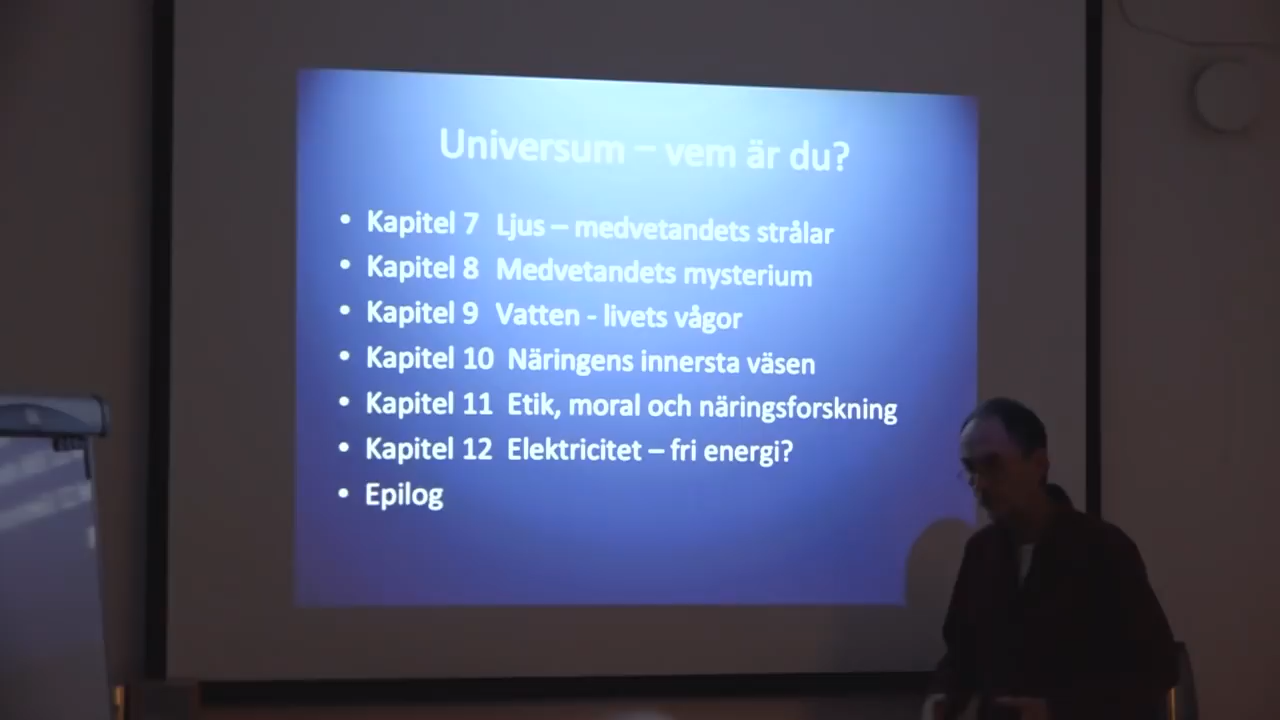 Universum – vem är du?
• Kapitel 7 Ljus – medvetandets strålar
• Kapitel 8 Medvetandets mysterium
• Kapitel 9 Vatten - livets vågor
• Kapitel 10 Näringens innersta väsen
• Kapitel 11 Etik, moral och näringsforskning
• Kapitel 12 Elektricitet – fri energi?
• Epilog